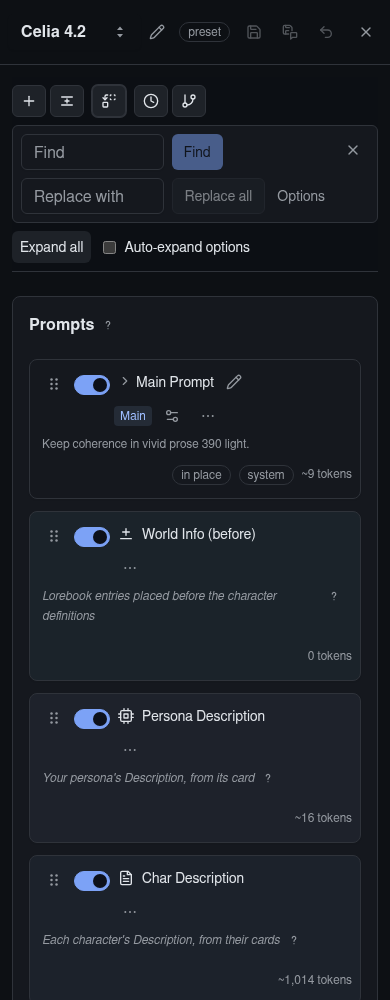 Celia 4.2
preset
Find
Find
Replace with
Replace all
Options
Expand all
Auto-expand options
Prompts ?
Main Prompt
Main
Keep coherence in vivid prose 390 light.
in place system ~9 tokens
World Info (before)
Lorebook entries placed before the character ?
definitions
0 tokens
Persona Description
Your persona's Description, from its card ?
~16 tokens
Char Description
Each character's Description, from their cards ?
~1,014 tokens